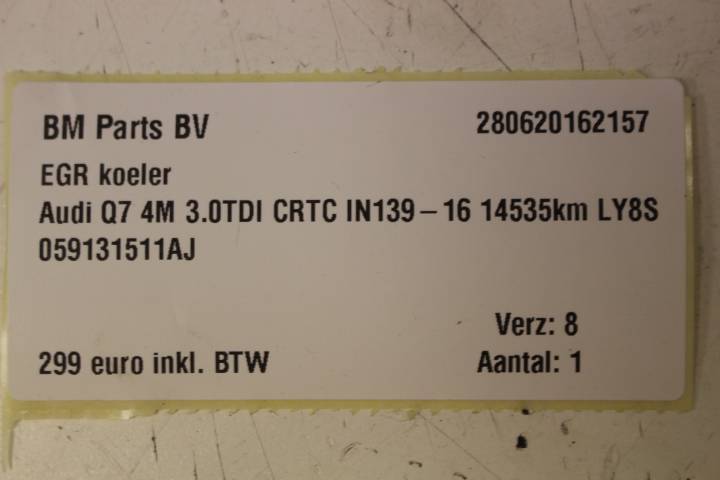 BM Parts BV 280620162157
EGR koeler
Audi Q7 4M 3.0TDI CRTC IN139-16 14535km LY8S
059131511AJ
Verz: 8
299 euro inkl. BTW Aantal: 1